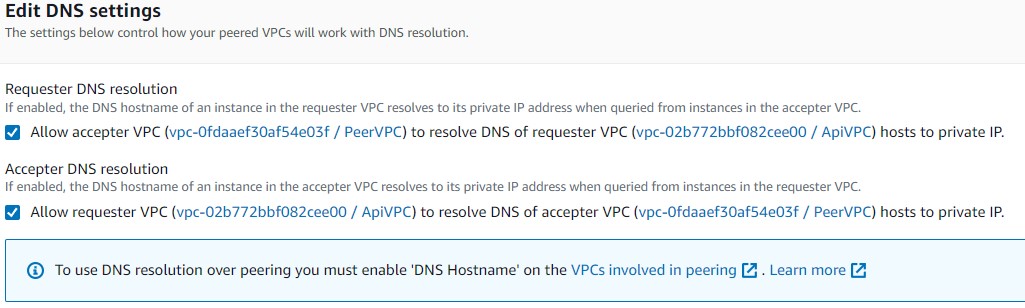 Edit DNS settings
The settings below control how your peered VPCs will work with DNS resolution.
Requester DNS resolution
If enabled, the DNS hostname of an instance in the requester VPC resolves to its private IP address when queried from instances in the accepter VPC.
Allow accepter VPC (vpc-0fdaaef30af54e03f / PeerVPC) to resolve DNS of requester VPC (vpc-02b772bbf082cee00 / ApiVPC) hosts to private IP.
Accepter DNS resolution
If enabled, the DNS hostname of an instance in the accepter VPC resolves to its private IP address when queried from instances in the requester VPC.
Allow requester VPC (vpc-02b772bbf082cee00 / ApiVPC) to resolve DNS of accepter VPC (vpc-0fdaaef30af54e03f / PeerVPC) hosts to private IP.
To use DNS resolution over peering you must enable 'DNS Hostname' on the VPCs involved in peering . Learn more